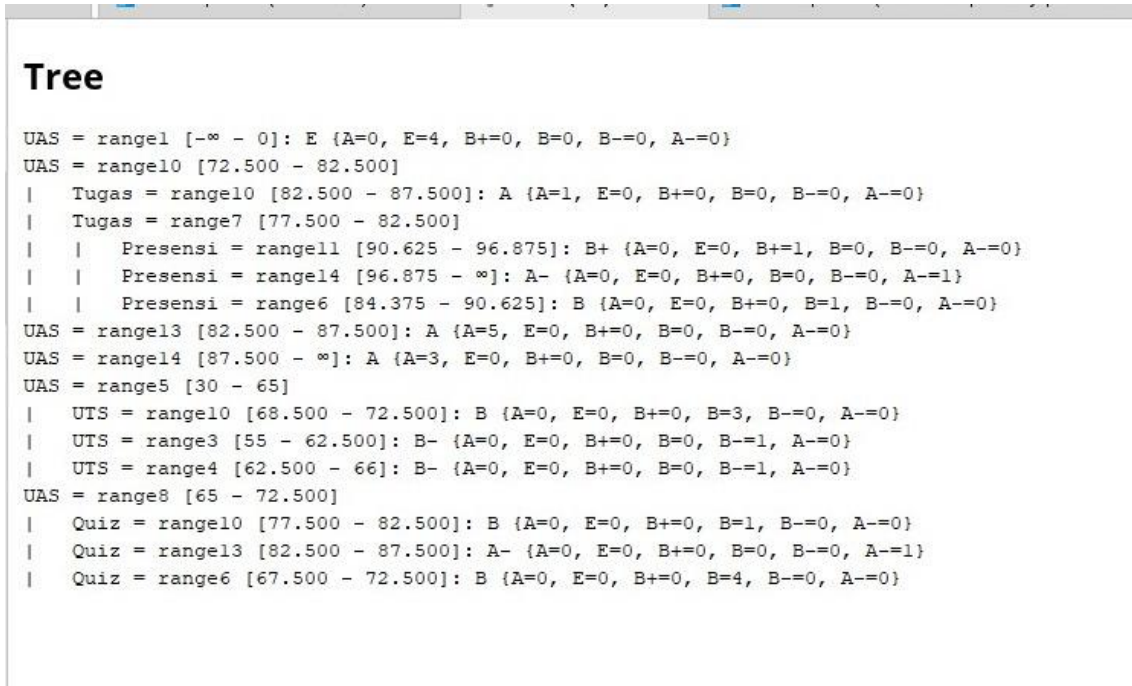 Tree
UAS = range1 [-∞ - 0]: E {A=0, E=4, B+=0, B=0, B-=0, A-=0}
UAS = range10 [72.500 - 82.500]
|   Tugas = range10 [82.500 - 87.500]: A {A=1, E=0, B+=0, B=0, B-=0, A-=0}
|   Tugas = range7 [77.500 - 82.500]
|   |   Presensi = range11 [90.625 - 96.875]: B+ {A=0, E=0, B+=1, B=0, B-=0, A-=0}
|   |   Presensi = range14 [96.875 - ∞]: A- {A=0, E=0, B+=0, B=0, B-=0, A-=1}
|   |   Presensi = range6 [84.375 - 90.625]: B {A=0, E=0, B+=0, B=1, B-=0, A-=0}
UAS = range13 [82.500 - 87.500]: A {A=5, E=0, B+=0, B=0, B-=0, A-=0}
UAS = range14 [87.500 - ∞]: A {A=3, E=0, B+=0, B=0, B-=0, A-=0}
UAS = range5 [30 - 65]
|   UTS = range10 [68.500 - 72.500]: B {A=0, E=0, B+=0, B=3, B-=0, A-=0}
|   UTS = range3 [55 - 62.500]: B- {A=0, E=0, B+=0, B=0, B-=1, A-=0}
|   UTS = range4 [62.500 - 66]: B- {A=0, E=0, B+=0, B=0, B-=1, A-=0}
UAS = range8 [65 - 72.500]
|   Quiz = range10 [77.500 - 82.500]: B {A=0, E=0, B+=0, B=1, B-=0, A-=0}
|   Quiz = range13 [82.500 - 87.500]: A- {A=0, E=0, B+=0, B=0, B-=0, A-=1}
|   Quiz = range6 [67.500 - 72.500]: B {A=0, E=0, B+=0, B=4, B-=0, A-=0}